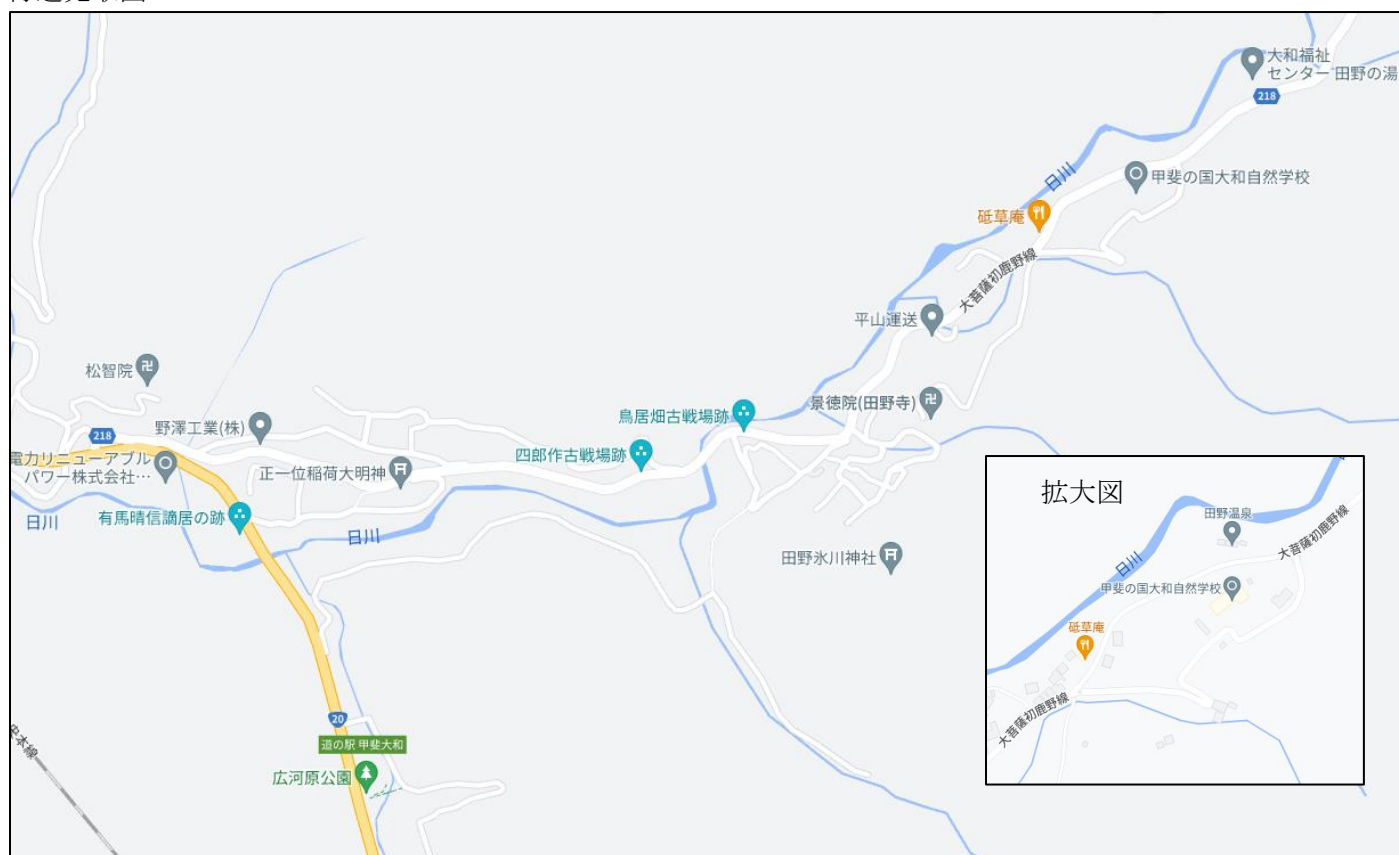 大和福祉
センター 田野の湯
218
日川
甲斐の国大和自然学校
砥草庵
大菩薩初鹿野線
平山運送
松智院
鳥居畑古戦場跡
景徳院(田野寺)
野澤工業(株)
218
四郎作古戦場跡
電力リニューアブル
パワー株式会社…
正一位稲荷大明神
有馬晴信謫居の跡
日川
日川
田野氷川神社
20
道の駅 甲斐大和
広河原公園
拡大図
田野温泉
大菩薩初鹿野線
日川
甲斐の国大和自然学校
砥草庵
大菩薩初鹿野線